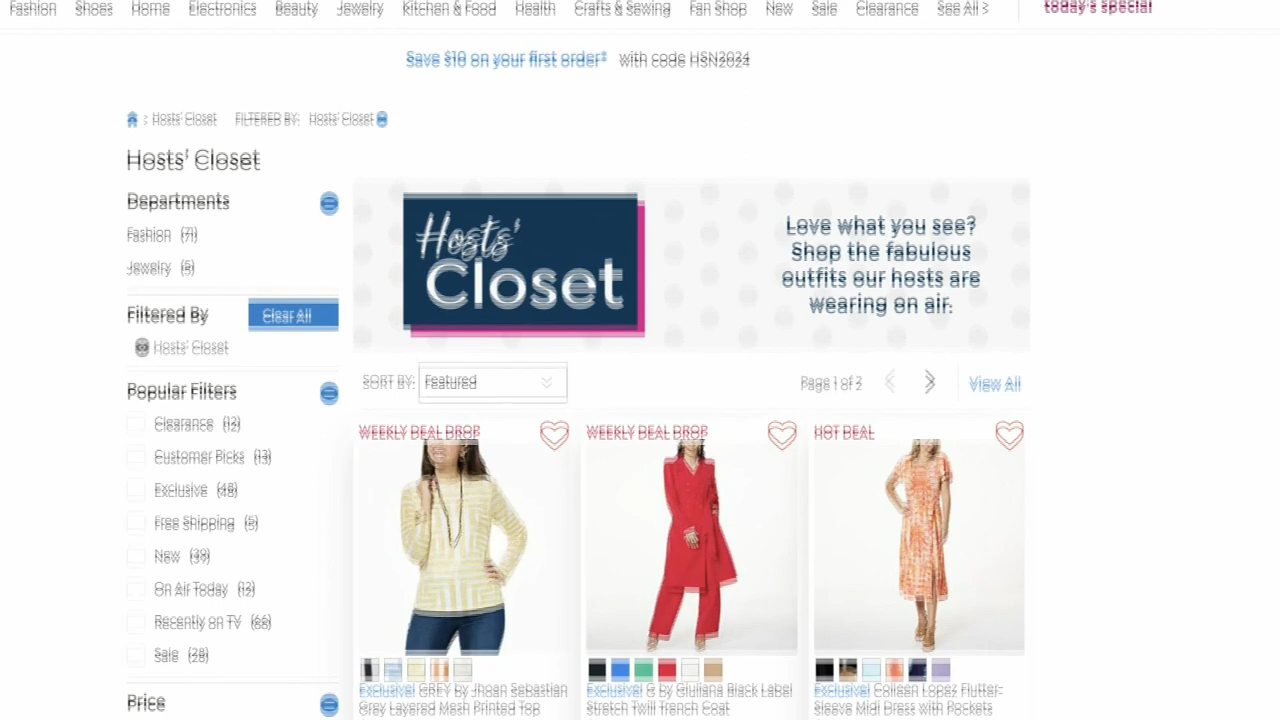 Fashion Shoes Home Electronics Beauty Jewelry Kitchen & Food Health Crafts & Sewing Fan Shop New Sale Clearance See All > today's special
Save $10 on your first order‡ with code HSN2024
> Hosts' Closet FILTERED BY: Hosts' Closet
Hosts' Closet
Departments
Fashion (71)
Jewelry (5)
Filtered By Clear All
Hosts' Closet
Popular Filters
Clearance (12)
Customer Picks (13)
Exclusive (48)
Free Shipping (5)
New (39)
On Air Today (12)
Recently on TV (66)
Sale (28)
Price
Hosts'
Closet
Love what you see?
Shop the fabulous
outfits our hosts are
wearing on air.
SORT BY: Featured Page 1 of 2 View All
WEEKLY DEAL DROP
Exclusive! GREY by Jhoan Sebastian
Grey Layered Mesh Printed Top
WEEKLY DEAL DROP
Exclusive! G by Giuliana Black Label
Stretch Twill Trench Coat
HOT DEAL
Exclusive! Colleen Lopez Flutter-
Sleeve Midi Dress with Pockets